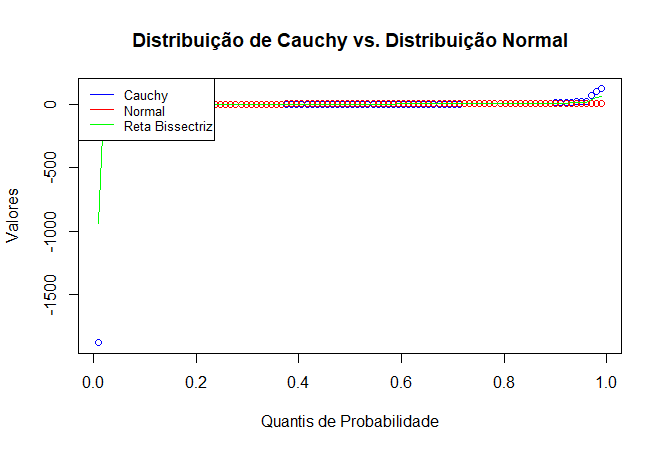 Distribuição de Cauchy vs. Distribuição Normal
Cauchy
Normal
Reta Bissectriz
0
-500
-1000
-1500
Valores
0.0 0.2 0.4 0.6 0.8 1.0
Quantis de Probabilidade